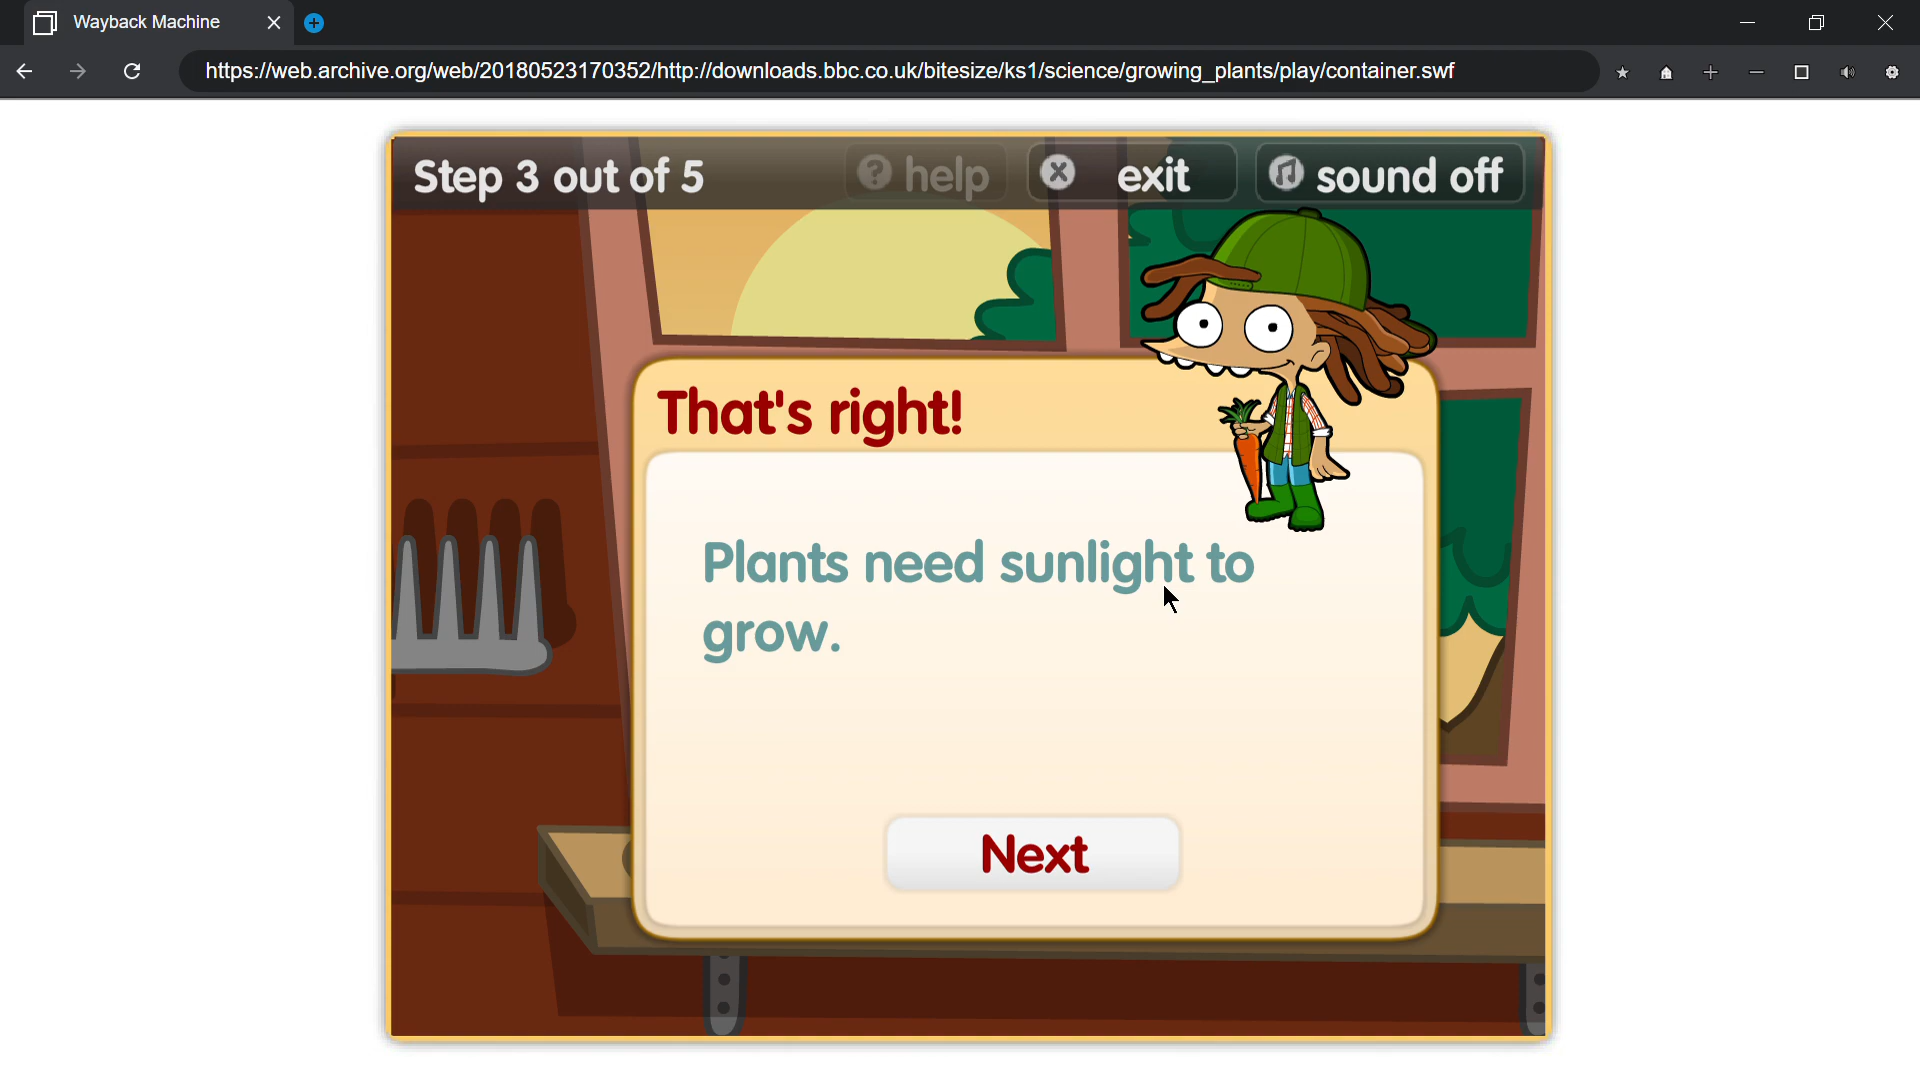 Wayback Machine
https://web.archive.org/web/20180523170352/http://downloads.bbc.co.uk/bitesize/ks1/science/growing_plants/play/container.swf
Step 3 out of 5
help
exit
sound off
That's right!
Plants need sunlight to
grow.
Next